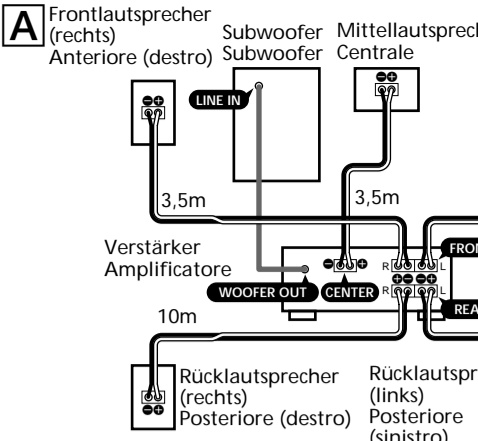 A
Frontlautsprecher
(rechts)
Anteriore (destro)
Subwoofer
Subwoofer
Mittellautsprech
Centrale
LINE IN
3,5m
3,5m
Verstärker
Amplificatore
WOOFER OUT
CENTER
R
L
FRON
R
L
REA
10m
Rücklautsprecher
(rechts)
Posteriore (destro)
Rücklautspr
(links)
Posteriore
(sinistro)